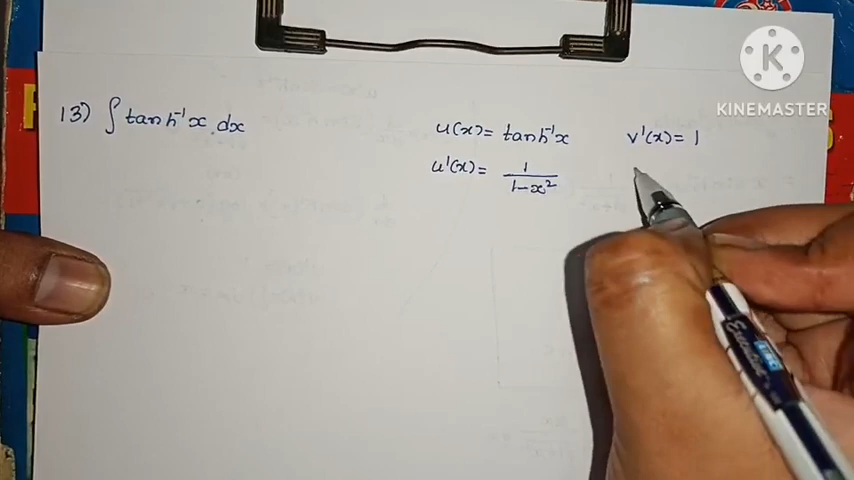 13) ∫ tanh⁻¹x . dx
u(x) = tanh⁻¹x v'(x) = 1
u'(x) = 1/(1-x²)
KINEMASTER